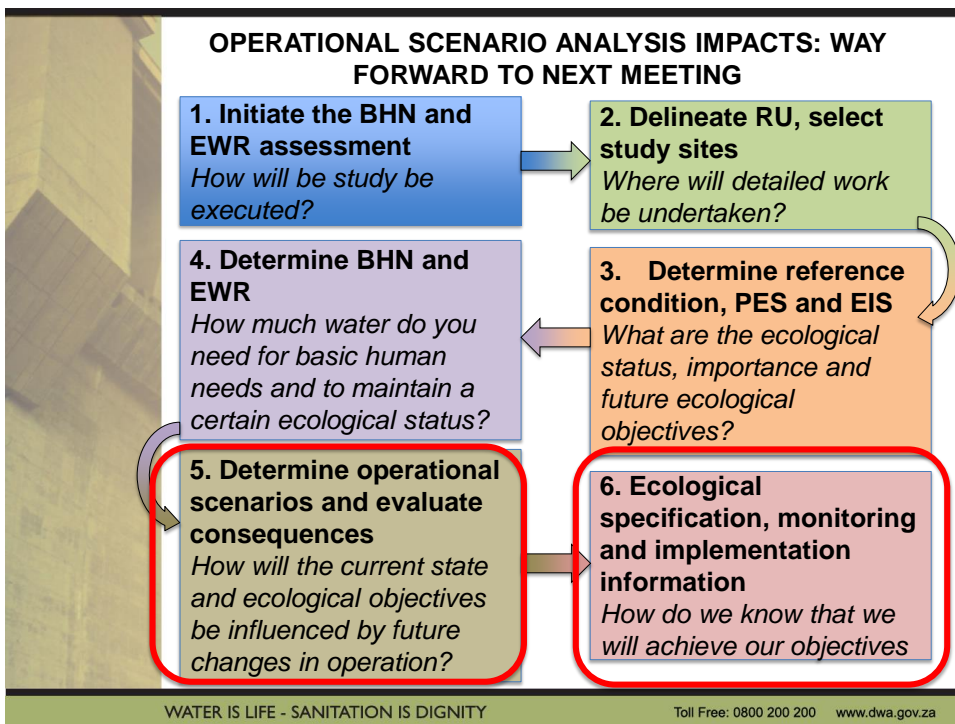 OPERATIONAL SCENARIO ANALYSIS IMPACTS: WAY
FORWARD TO NEXT MEETING
1. Initiate the BHN and
EWR assessment
How will be study be
executed?
2. Delineate RU, select
study sites
Where will detailed work
be undertaken?
3. Determine reference
condition, PES and EIS
What are the ecological
status, importance and
future ecological
objectives?
4. Determine BHN and
EWR
How much water do you
need for basic human
needs and to maintain a
certain ecological status?
5. Determine operational
scenarios and evaluate
consequences
How will the current state
and ecological objectives
be influenced by future
changes in operation?
6. Ecological
specification, monitoring
and implementation
information
How do we know that we
will achieve our objectives
WATER IS LIFE - SANITATION IS DIGNITY
Toll Free: 0800 200 200 www.dwa.gov.za